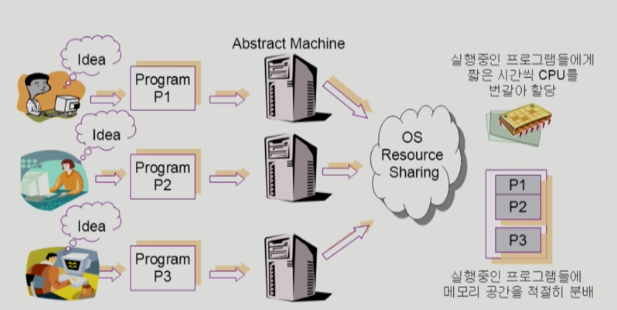 Abstract Machine
Idea
Program
P1
Idea
Program
P2
Idea
Program
P3
OS
Resource
Sharing
실행중인 프로그램들에게
짧은 시간씩 CPU를
번갈아 할당
P1
P2
P3
실행중인 프로그램들에
메모리 공간을 적절히 분배